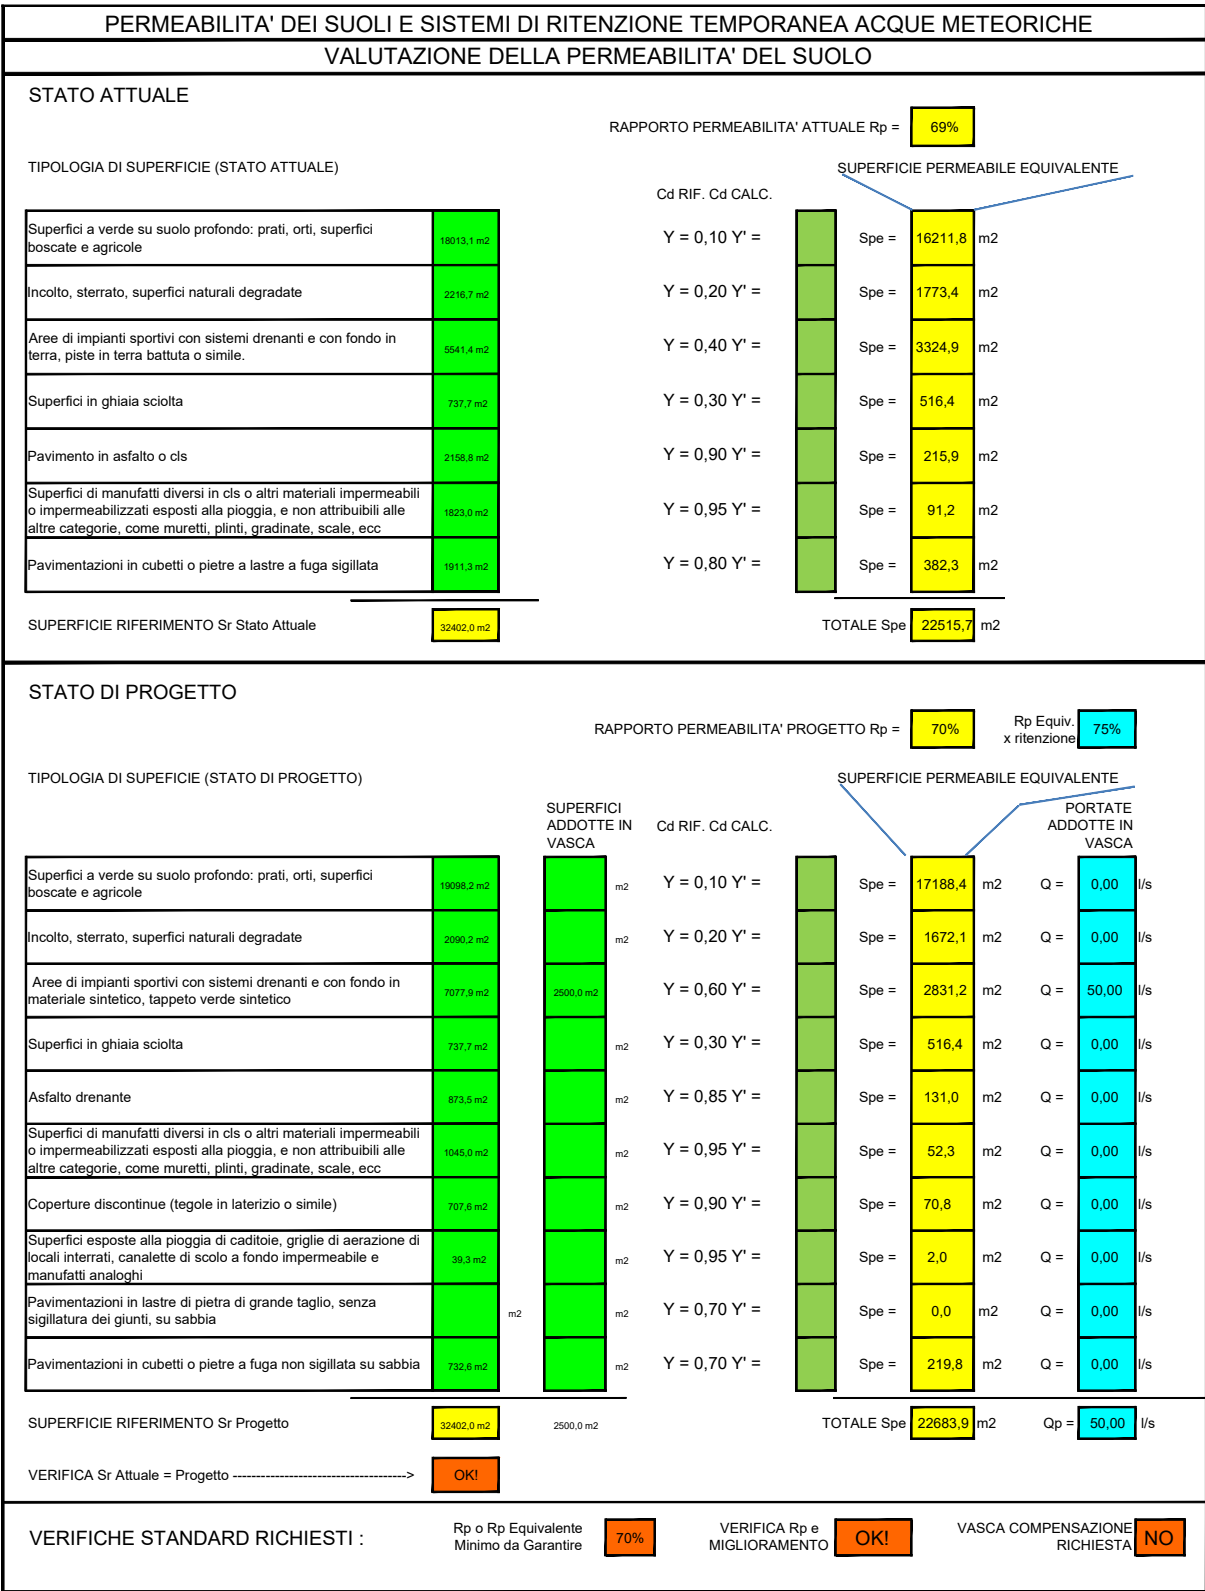 PERMEABILITA' DEI SUOLI E SISTEMI DI RITENZIONE TEMPORANEA ACQUE METEORICHE
VALUTAZIONE DELLA PERMEABILITA' DEL SUOLO
STATO ATTUALE
RAPPORTO PERMEABILITA' ATTUALE Rp = 69%
TIPOLOGIA DI SUPERFICIE (STATO ATTUALE) SUPERFICIE PERMEABILE EQUIVALENTE
Cd RIF. Cd CALC.
Superfici a verde su suolo profondo: prati, orti, superfici
boscate e agricole
18013,1 m2 Y = 0,10 Y' = Spe = 16211,8 m2
Incolto, sterrato, superfici naturali degradate 2216,7 m2 Y = 0,20 Y' = Spe = 1773,4 m2
Aree di impianti sportivi con sistemi drenanti e con fondo in
terra, piste in terra battuta o simile.
5541,4 m2 Y = 0,40 Y' = Spe = 3324,9 m2
Superfici in ghiaia sciolta 737,7 m2 Y = 0,30 Y' = Spe = 516,4 m2
Pavimento in asfalto o cls 2158,8 m2 Y = 0,90 Y' = Spe = 215,9 m2
Superfici di manufatti diversi in cls o altri materiali impermeabili
o impermeabilizzati esposti alla pioggia, e non attribuibili alle
altre categorie, come muretti, plinti, gradinate, scale, ecc
1823,0 m2 Y = 0,95 Y' = Spe = 91,2 m2
Pavimentazioni in cubetti o pietre a lastre a fuga sigillata 1911,3 m2 Y = 0,80 Y' = Spe = 382,3 m2
SUPERFICIE RIFERIMENTO Sr Stato Attuale 32402,0 m2 TOTALE Spe 22515,7 m2
STATO DI PROGETTO
RAPPORTO PERMEABILITA' PROGETTO Rp = 70% Rp Equiv.
x ritenzione 75%
TIPOLOGIA DI SUPEFICIE (STATO DI PROGETTO) SUPERFICIE PERMEABILE EQUIVALENTE
SUPERFICI
ADDOTTE IN
VASCA
Cd RIF. Cd CALC.
PORTATE
ADDOTTE IN
VASCA
Superfici a verde su suolo profondo: prati, orti, superfici
boscate e agricole
19098,2 m2 m2 Y = 0,10 Y' = Spe = 17188,4 m2 Q = 0,00 l/s
Incolto, sterrato, superfici naturali degradate 2090,2 m2 m2 Y = 0,20 Y' = Spe = 1672,1 m2 Q = 0,00 l/s
Aree di impianti sportivi con sistemi drenanti e con fondo in
materiale sintetico, tappeto verde sintetico
7077,9 m2 2500,0 m2 Y = 0,60 Y' = Spe = 2831,2 m2 Q = 50,00 l/s
Superfici in ghiaia sciolta 737,7 m2 m2 Y = 0,30 Y' = Spe = 516,4 m2 Q = 0,00 l/s
Asfalto drenante 873,5 m2 m2 Y = 0,85 Y' = Spe = 131,0 m2 Q = 0,00 l/s
Superfici di manufatti diversi in cls o altri materiali impermeabili
o impermeabilizzati esposti alla pioggia, e non attribuibili alle
altre categorie, come muretti, plinti, gradinate, scale, ecc
1045,0 m2 m2 Y = 0,95 Y' = Spe = 52,3 m2 Q = 0,00 l/s
Coperture discontinue (tegole in laterizio o simile) 707,6 m2 m2 Y = 0,90 Y' = Spe = 70,8 m2 Q = 0,00 l/s
Superfici esposte alla pioggia di caditoie, griglie di aerazione di
locali interrati, canalette di scolo a fondo impermeabile e
manufatti analoghi
39,3 m2 m2 Y = 0,95 Y' = Spe = 2,0 m2 Q = 0,00 l/s
Pavimentazioni in lastre di pietra di grande taglio, senza
sigillatura dei giunti, su sabbia
m2 m2 Y = 0,70 Y' = Spe = 0,0 m2 Q = 0,00 l/s
Pavimentazioni in cubetti o pietre a fuga non sigillata su sabbia 732,6 m2 m2 Y = 0,70 Y' = Spe = 219,8 m2 Q = 0,00 l/s
SUPERFICIE RIFERIMENTO Sr Progetto 32402,0 m2 2500,0 m2 TOTALE Spe 22683,9 m2 Qp = 50,00 l/s
VERIFICA Sr Attuale = Progetto -------------------------------------> OK!
VERIFICHE STANDARD RICHIESTI :
Rp o Rp Equivalente
Minimo da Garantire
70%
VERIFICA Rp e
MIGLIORAMENTO
OK!
VASCA COMPENSAZIONE
RICHIESTA
NO